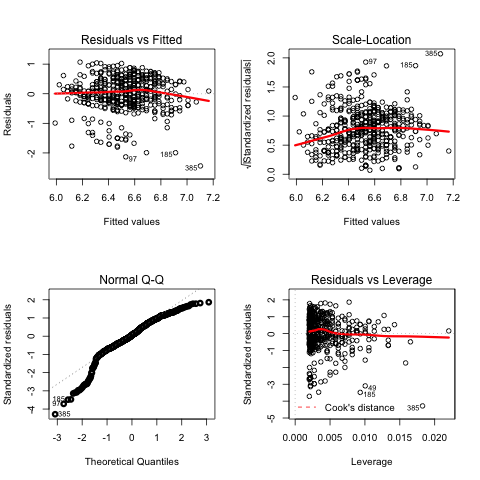 Residuals vs Fitted
Residuals
1
0
-1
-2
97
185
385
6.0 6.2 6.4 6.6 6.8 7.0 7.2
Fitted values
Scale-Location
√|Standardized residuals|
2.0
1.5
1.0
0.5
0.0
97
185
385
6.0 6.2 6.4 6.6 6.8 7.0 7.2
Fitted values
Normal Q-Q
Standardized residuals
2
1
0
-1
-2
-3
-4
185
97
385
-3 -2 -1 0 1 2 3
Theoretical Quantiles
Residuals vs Leverage
Standardized residuals
2
1
0
-1
-3
-5
49
185
385
Cook's distance
0.000 0.005 0.010 0.015 0.020
Leverage